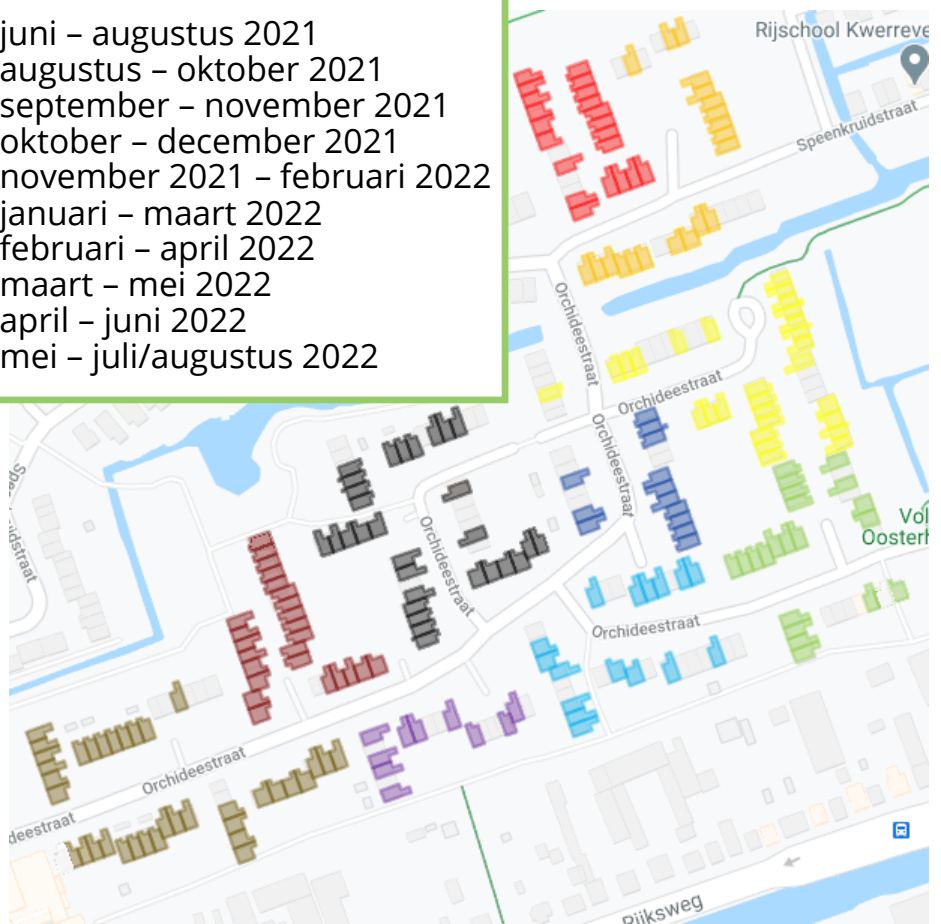 juni – augustus 2021
augustus – oktober 2021
september – november 2021
oktober – december 2021
november 2021 – februari 2022
januari – maart 2022
februari – april 2022
maart – mei 2022
april – juni 2022
mei – juli/augustus 2022
Rijschool Kwerreve
Speenkruidstraat
Orchideestraat
Orchideestraat
Orchideestraat
Spee
uidstraat
Vol
Oosterh
Orchideestraat
Orchideestraat
Orchideestraat
deestraat
Rijksweg